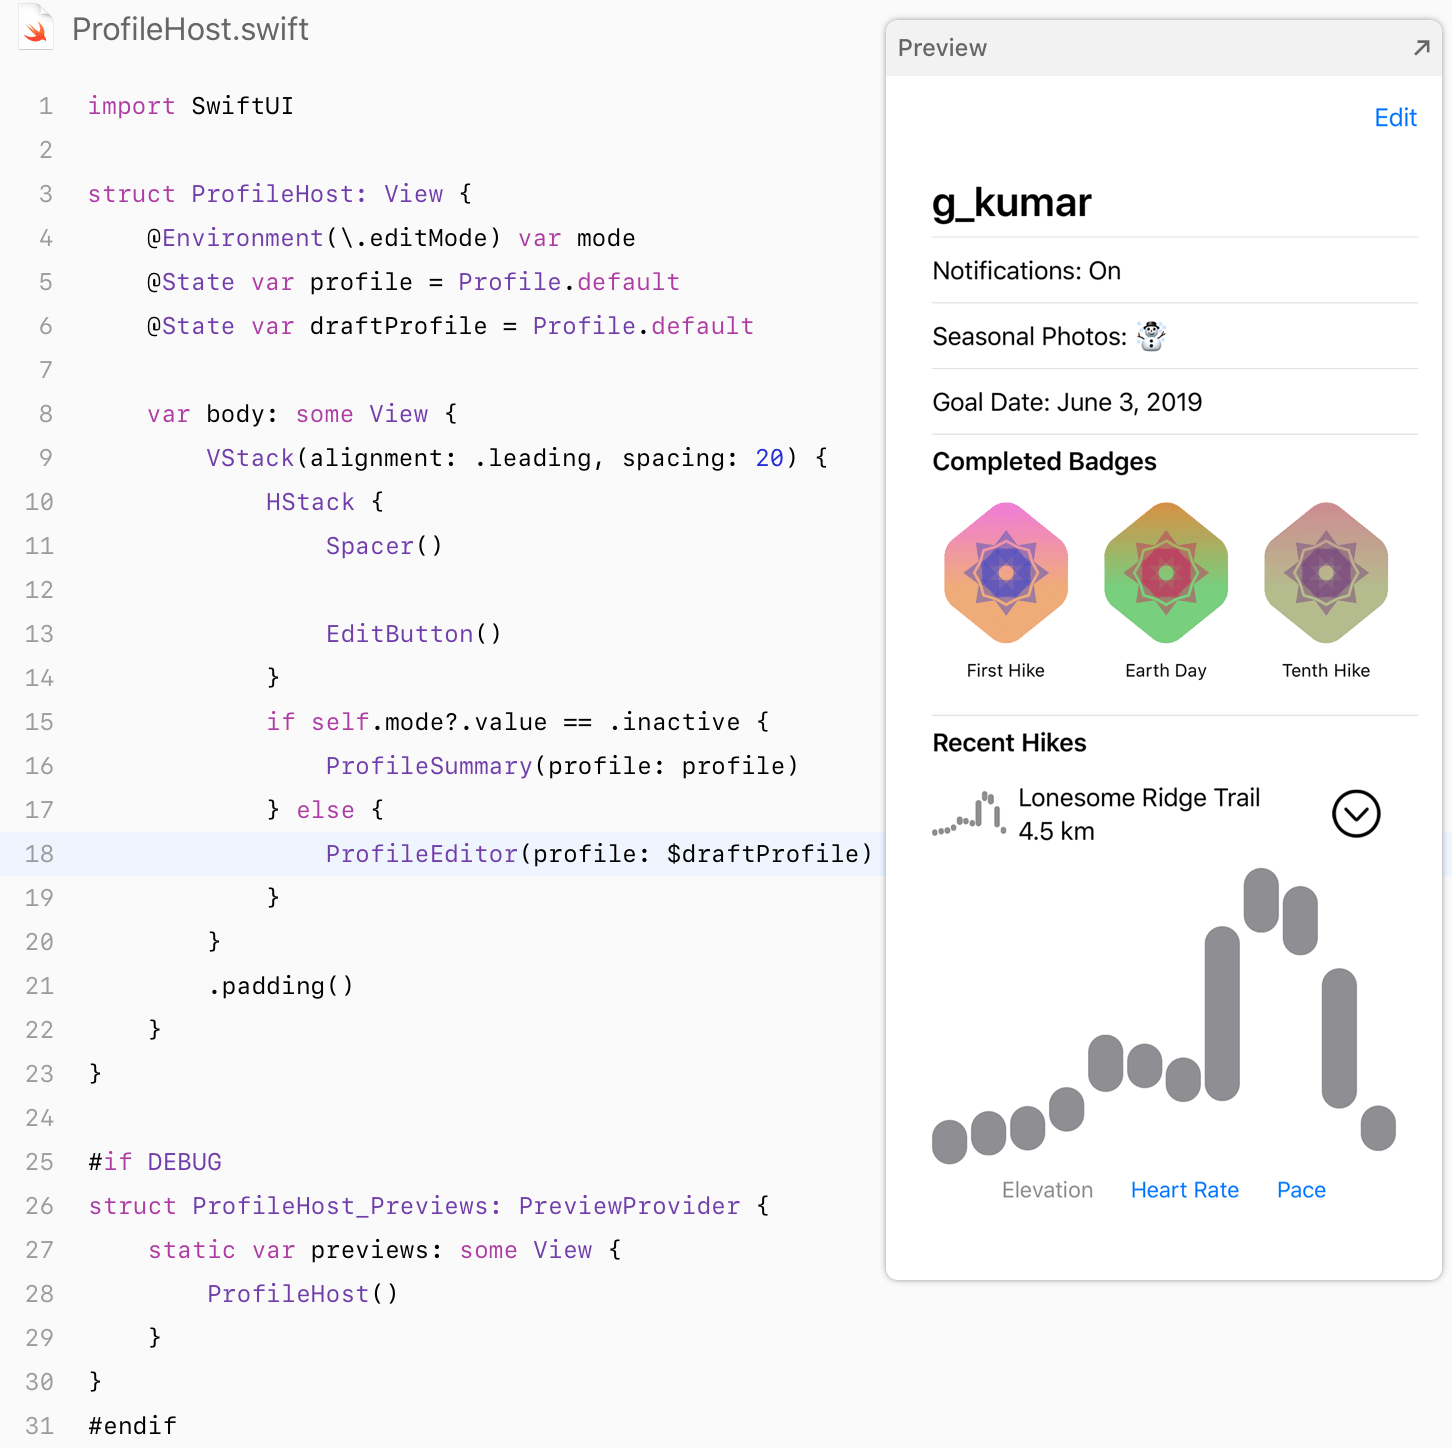 ProfileHost.swift
1 import SwiftUI
2
3 struct ProfileHost: View {
4     @Environment(\.editMode) var mode
5     @State var profile = Profile.default
6     @State var draftProfile = Profile.default
7
8     var body: some View {
9         VStack(alignment: .leading, spacing: 20) {
10             HStack {
11                 Spacer()
12
13                 EditButton()
14             }
15             if self.mode?.value == .inactive {
16                 ProfileSummary(profile: profile)
17             } else {
18                 ProfileEditor(profile: $draftProfile)
19             }
20         }
21         .padding()
22     }
23 }
24
25 #if DEBUG
26 struct ProfileHost_Previews: PreviewProvider {
27     static var previews: some View {
28         ProfileHost()
29     }
30 }
31 #endif
Preview
Edit
g_kumar
Notifications: On
Seasonal Photos: ☃️
Goal Date: June 3, 2019
Completed Badges
First Hike Earth Day Tenth Hike
Recent Hikes
Lonesome Ridge Trail
4.5 km
Elevation Heart Rate Pace